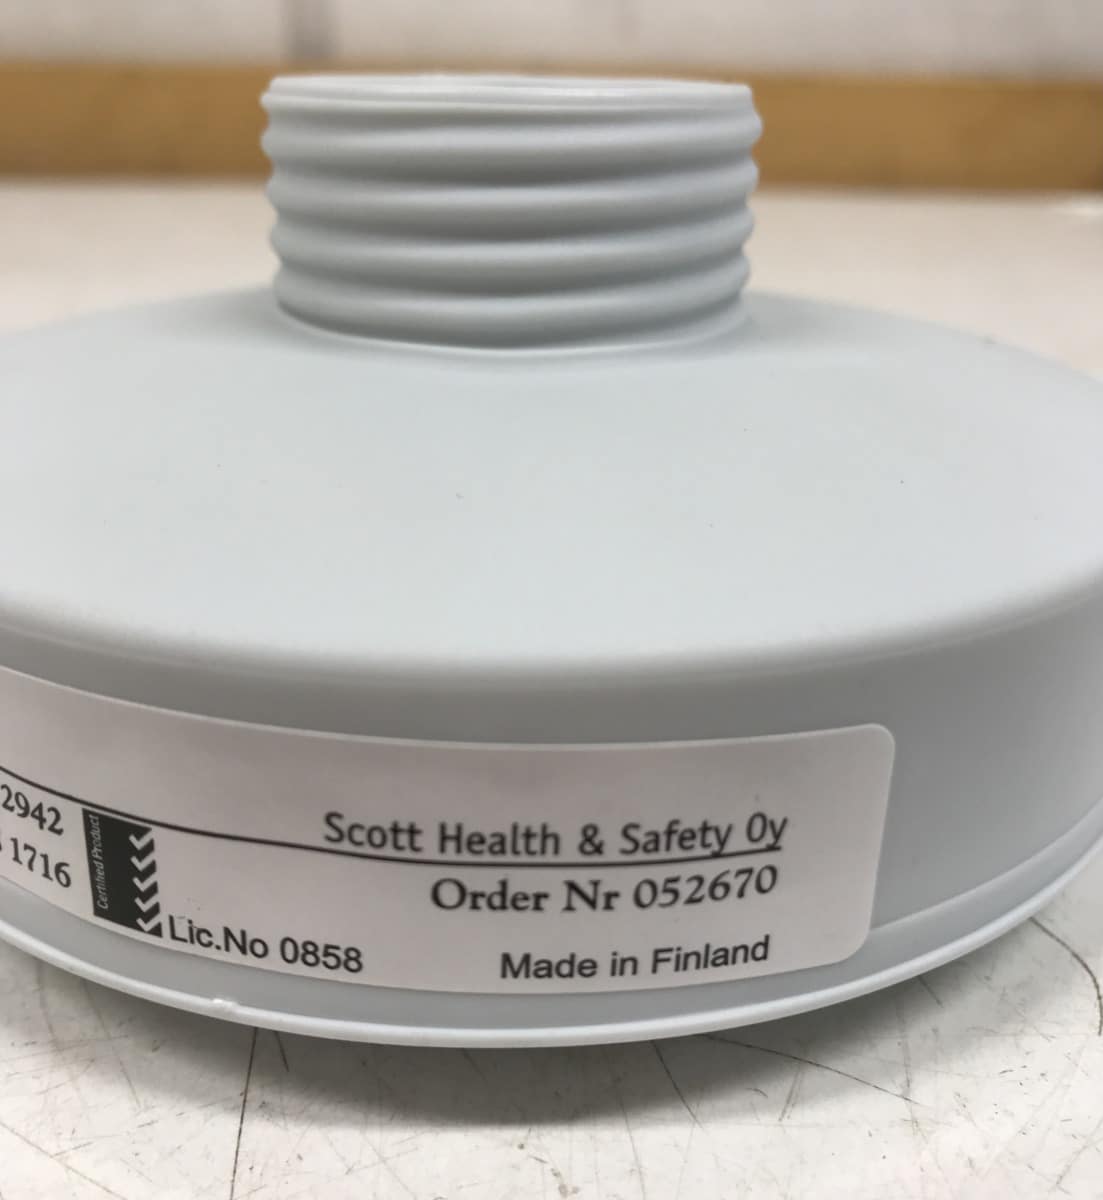 2942
1716
Certified Product
Lic.No 0858
Scott Health & Safety Oy
Order Nr 052670
Made in Finland